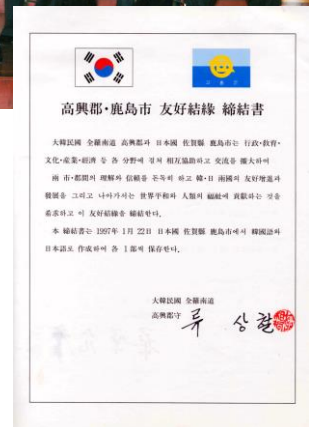 高興郡·鹿島市 友好結緣 締結書
大韓民國 全羅南道 高興郡과 日本國 佐賀縣 鹿島市는 行政·敎育·
文化·産業·經濟 等 各 分野에 걸쳐 相互協助하고 交流를 擴大하여
兩 市·郡間의 理解와 信賴를 돈독히 하고 韓·日 兩國의 友好增進과
發展을 그리고 나아가서는 世界平和와 人類의 福祉에 貢獻하는 것을
希求하고 이 友好結緣을 締結한다.
本 締結書는 1997年 1月 22日 日本國 佐賀縣 鹿島市에서 韓國語와
日本語로 作成하여 各 1部씩 保存한다.
大韓民國 全羅南道
高興郡守
류 상 철